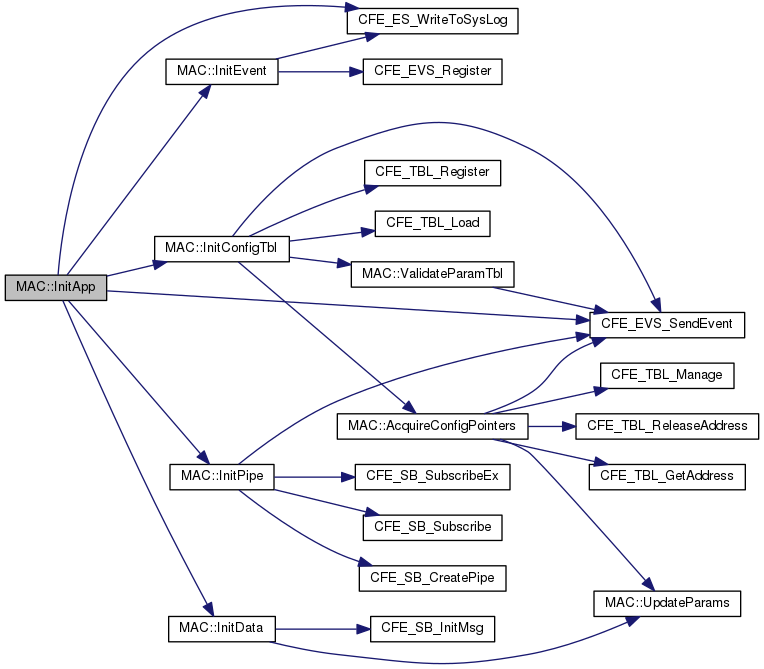 CFE_ES_WriteToSysLog
MAC::InitEvent
CFE_EVS_Register
CFE_TBL_Register
CFE_TBL_Load
MAC::InitConfigTbl
MAC::ValidateParamTbl
MAC::InitApp
CFE_EVS_SendEvent
CFE_TBL_Manage
MAC::AcquireConfigPointers
CFE_TBL_ReleaseAddress
MAC::InitPipe
CFE_SB_SubscribeEx
CFE_TBL_GetAddress
CFE_SB_Subscribe
CFE_SB_CreatePipe
MAC::UpdateParams
MAC::InitData
CFE_SB_InitMsg